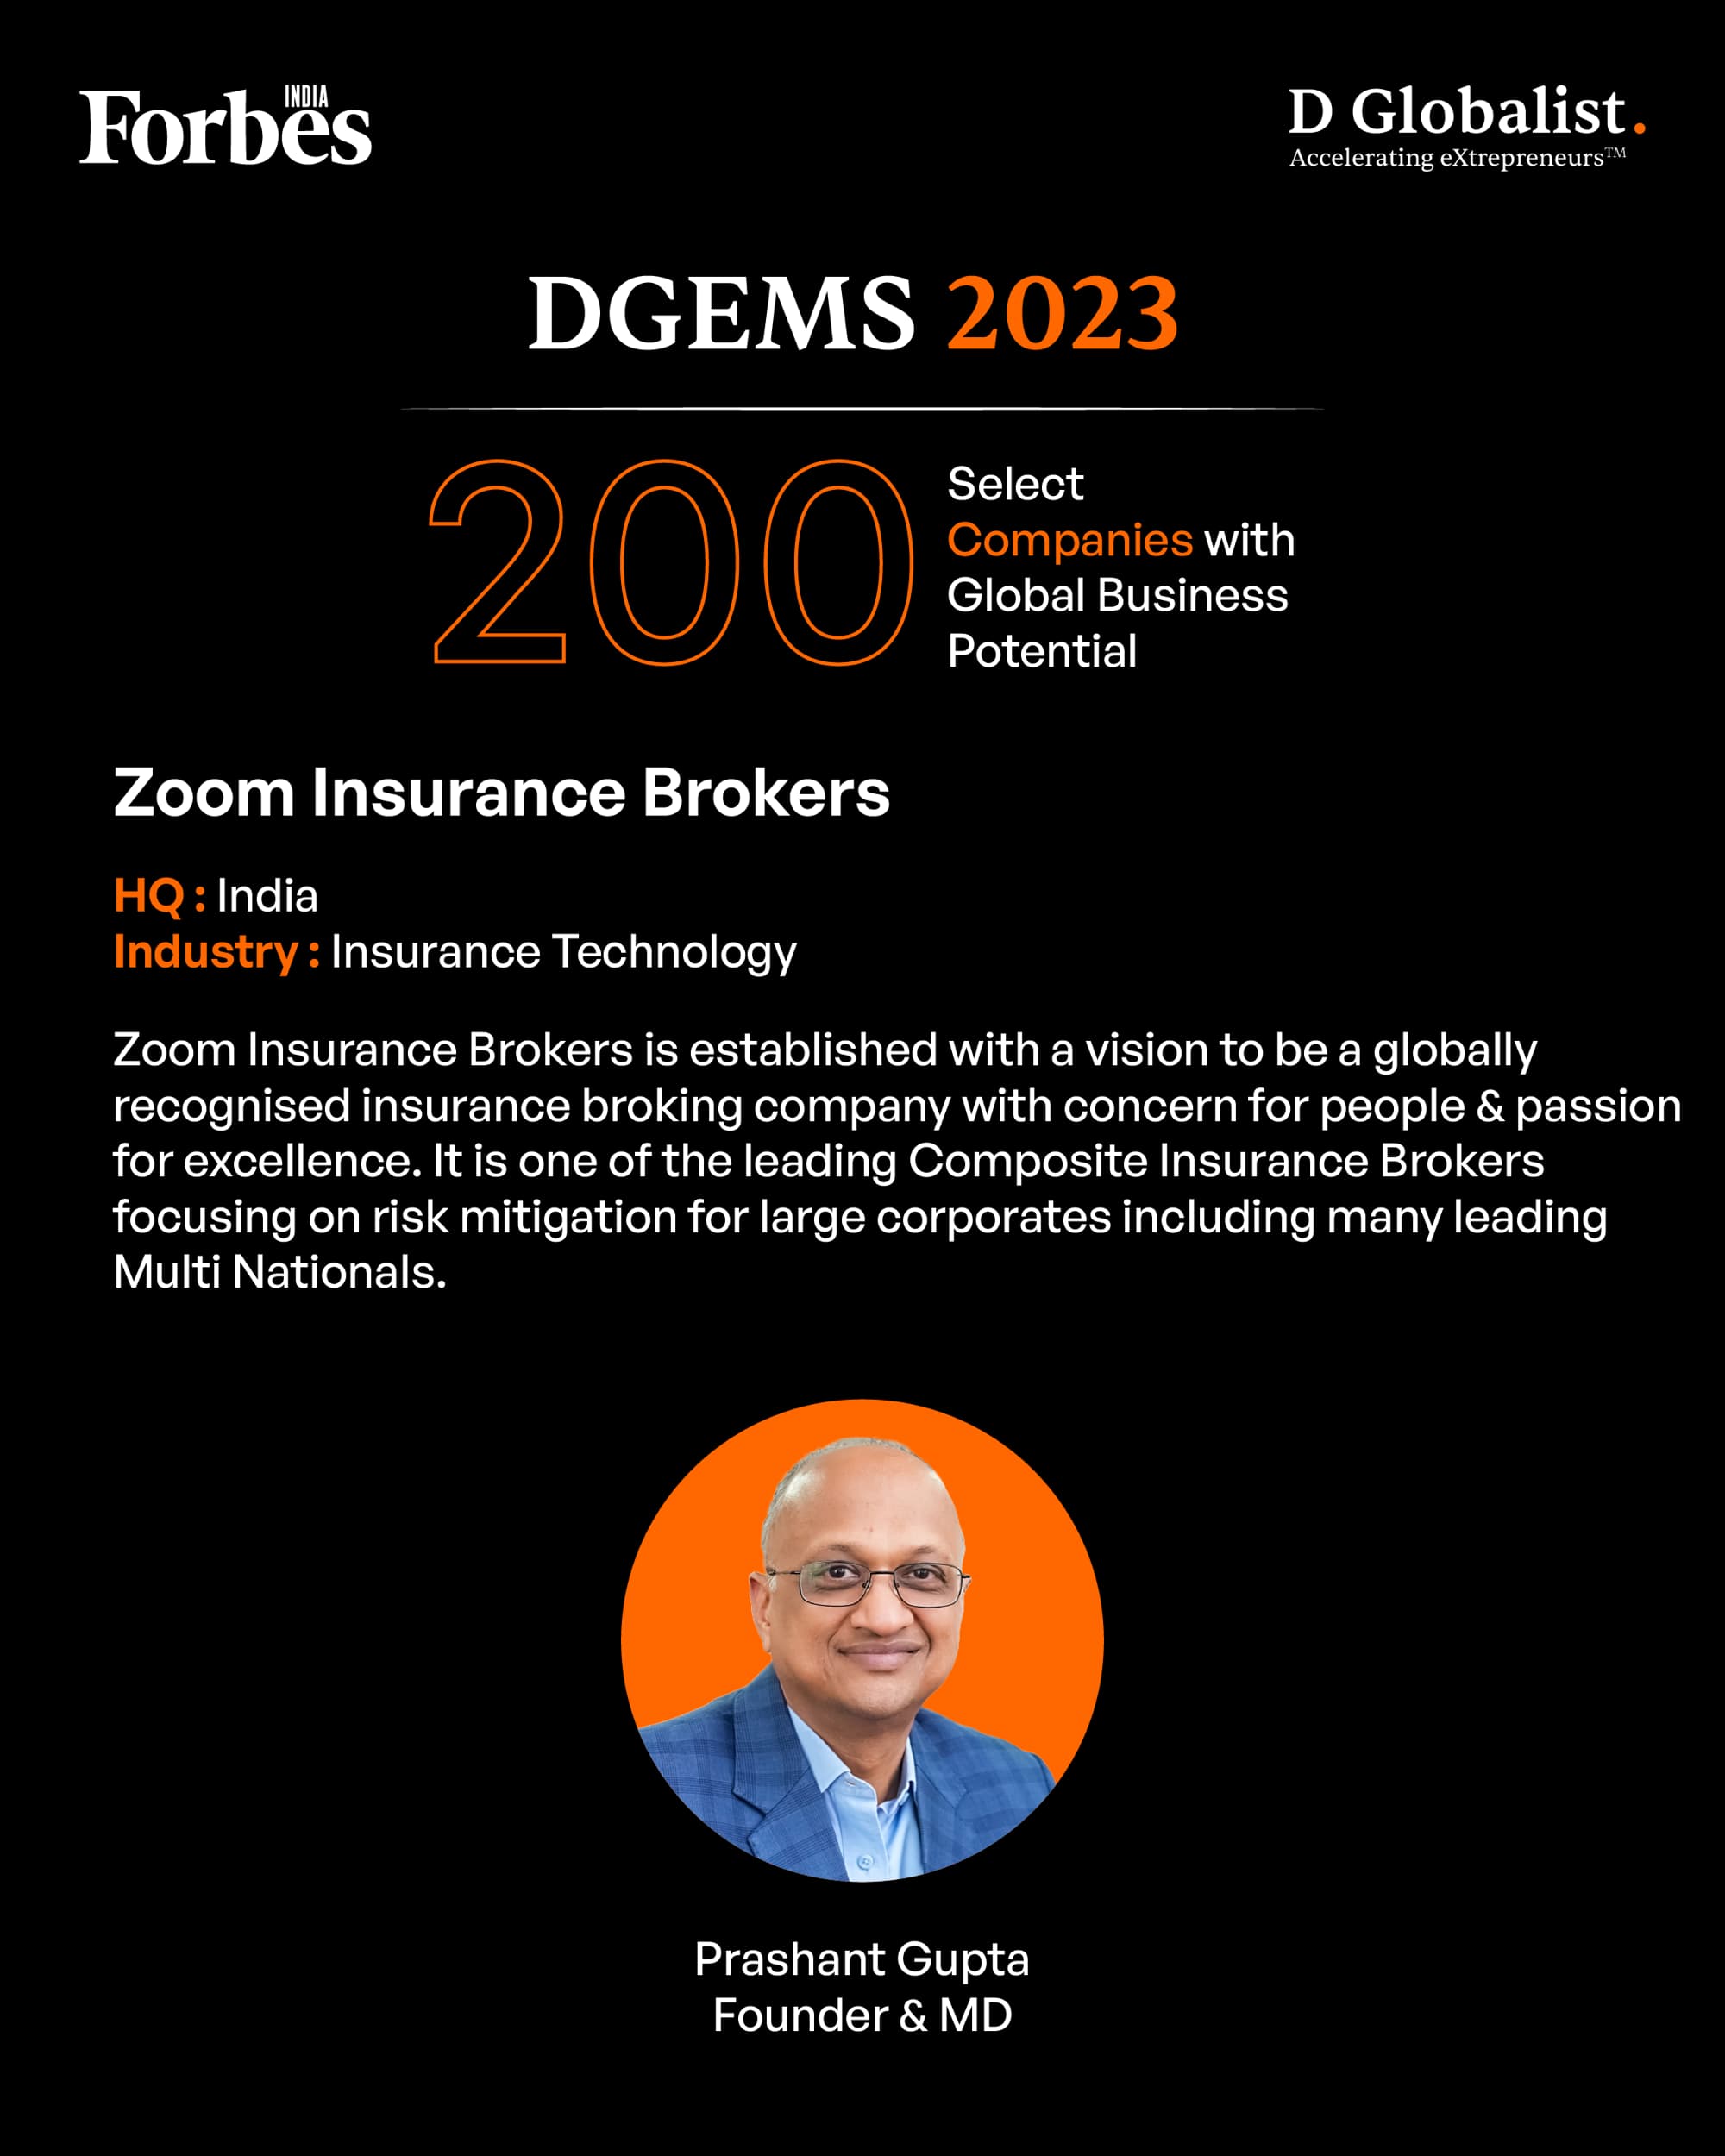 Forbes INDIA
D Globalist.
Accelerating eXtrepreneurs™
DGEMS 2023
200
Select
Companies with
Global Business
Potential
Zoom Insurance Brokers
HQ : India
Industry : Insurance Technology
Zoom Insurance Brokers is established with a vision to be a globally
recognised insurance broking company with concern for people & passion
for excellence. It is one of the leading Composite Insurance Brokers
focusing on risk mitigation for large corporates including many leading
Multi Nationals.
Prashant Gupta
Founder & MD